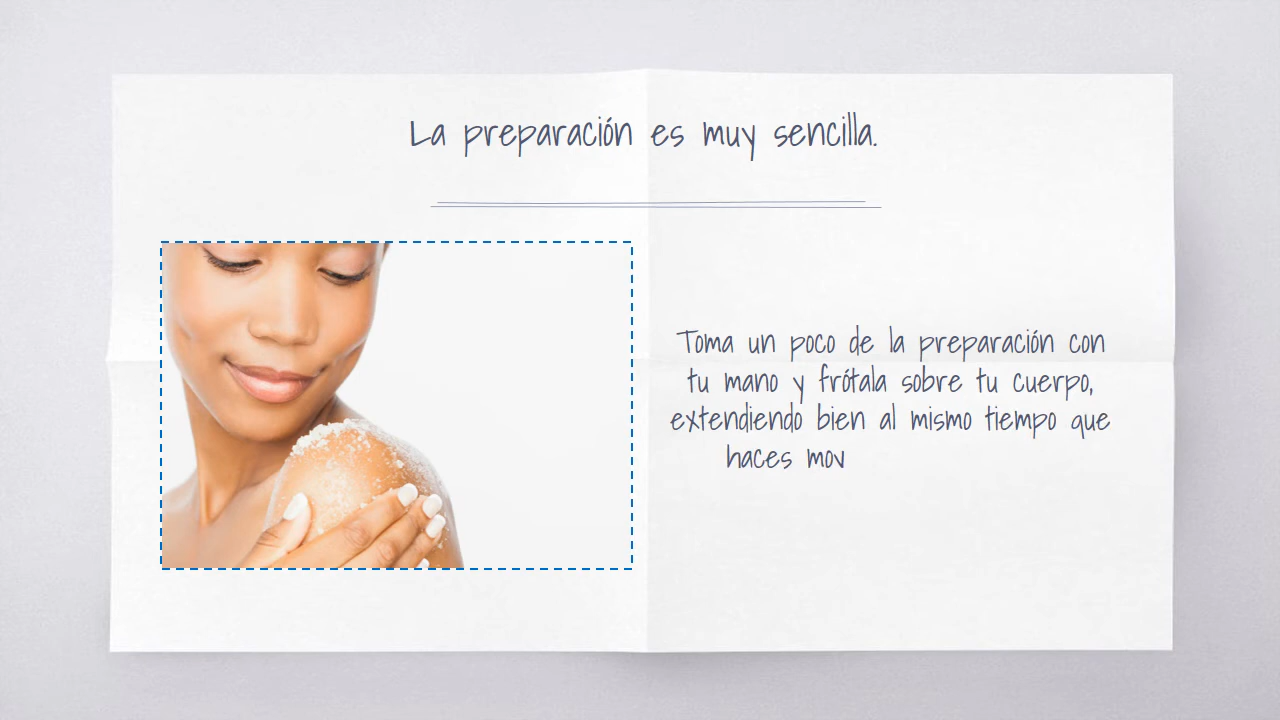 La preparación es muy sencilla.
Toma un poco de la preparación con
tu mano y frótala sobre tu cuerpo,
extendiendo bien al mismo tiempo que
haces mov